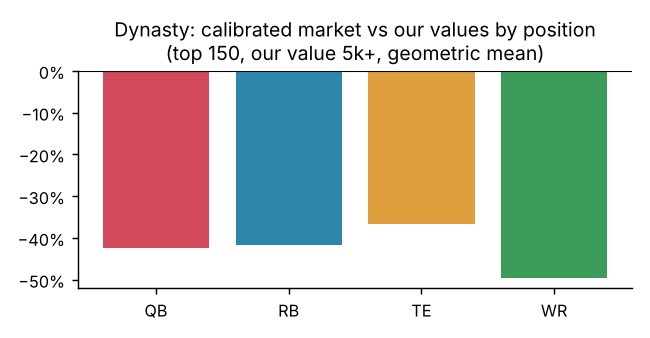 Dynasty: calibrated market vs our values by position
(top 150, our value 5k+, geometric mean)
0%
−10%
−20%
−30%
−40%
−50%
QB RB TE WR